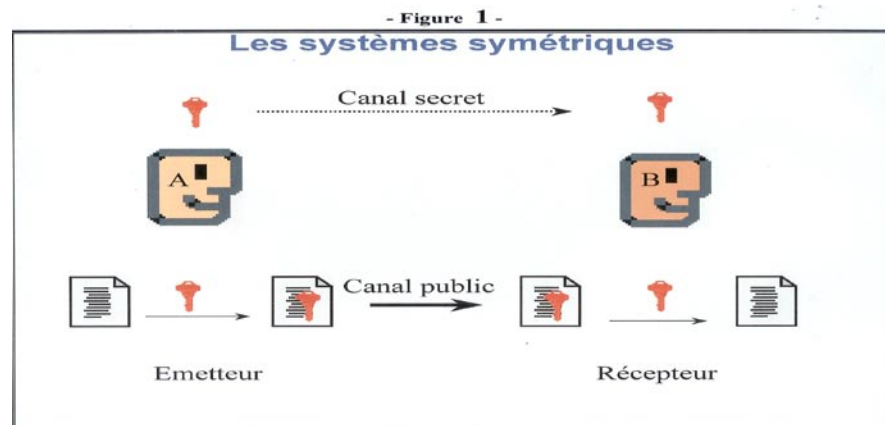 - Figure 1 -
Les systèmes symétriques
Canal secret
A
B
Canal public
Emetteur
Récepteur